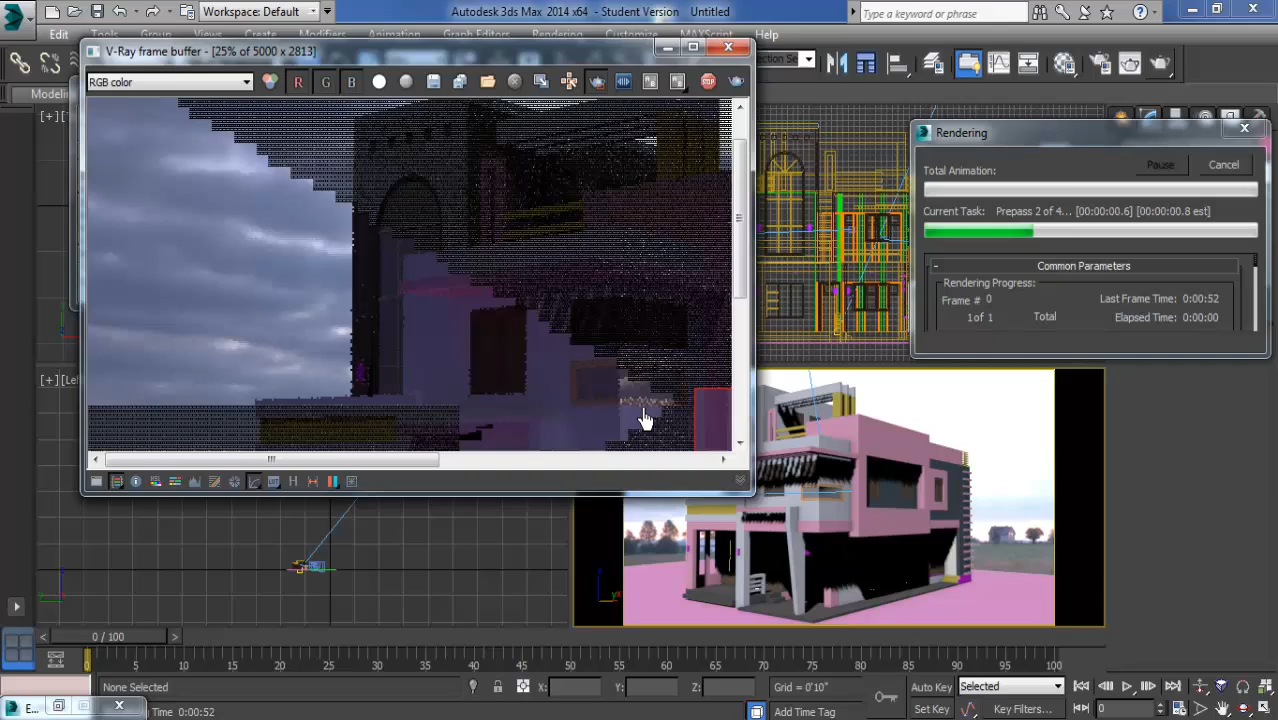 Workspace: Default
Autodesk 3ds Max 2014 x64 - Student Version Untitled
Type a keyword or phrase
Edit
Tools
Group
Views
Create
Modifiers
Animation
Graph Editors
Rendering
Customize
MAXScript
Help
V-Ray frame buffer - [25% of 5000 x 2813]
RGB color
R
G
B
Modelin
[+] [
Rendering
Pause
Cancel
Total Animation:
Current Task: Prepass 2 of 4... [00:00:00.6] [00:00:00.8 est]
Common Parameters
Rendering Progress:
Frame # 0
Last Frame Time: 0:00:52
1 of 1
Total
Elapsed Time: 0:00:00
[+] [Left
H
0 / 100
0
5
10
15
20
25
30
35
40
45
50
55
60
65
70
75
80
85
90
95
100
None Selected
X:
Y:
Z:
Grid = 0'10"
Auto Key
Selected
E...
Time 0:00:52
Add Time Tag
Set Key
Key Filters...
0